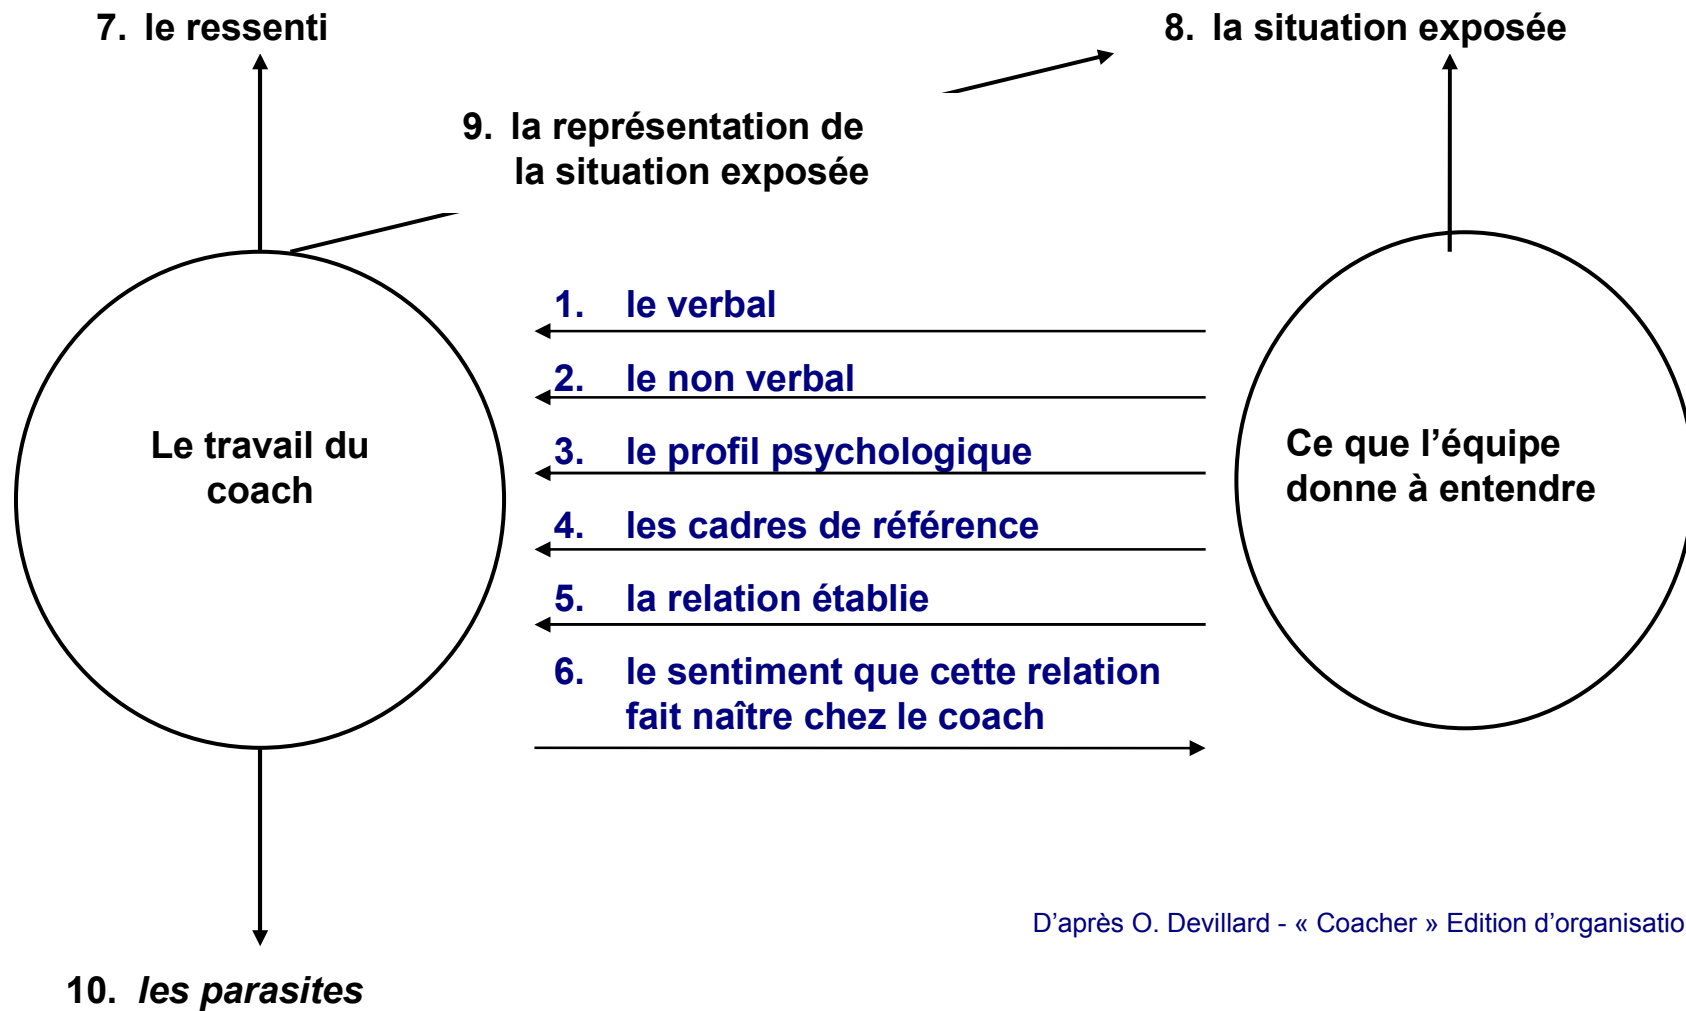 7. le ressenti
8. la situation exposée
9. la représentation de
la situation exposée
1. le verbal
2. le non verbal
3. le profil psychologique
4. les cadres de référence
5. la relation établie
6. le sentiment que cette relation
fait naître chez le coach
Le travail du
coach
Ce que l’équipe
donne à entendre
D’après O. Devillard - « Coacher » Edition d’organisatio
10. les parasites